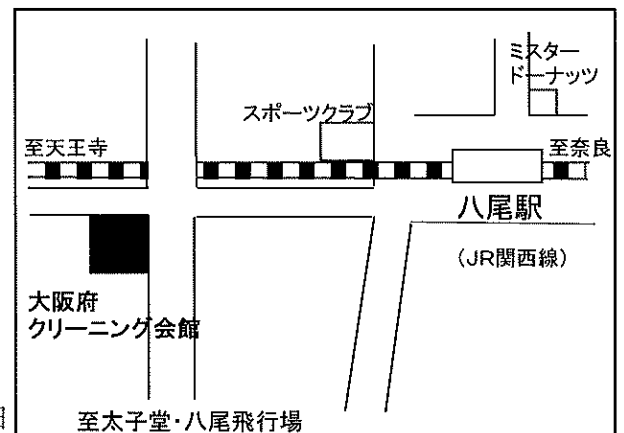 ミスター
ドーナッツ
スポーツクラブ
至天王寺
至奈良
八尾駅
(JR関西線)
大阪府
クリーニング会館
至太子堂・八尾飛行場